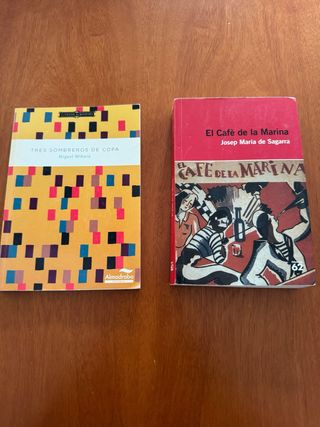 TRES SOMBREROS DE COPA
Miguel Mihura
Almadraba
El Cafè de la Marina
Josep Maria de Sagarra
EL CAFE DE LA MARINA
62